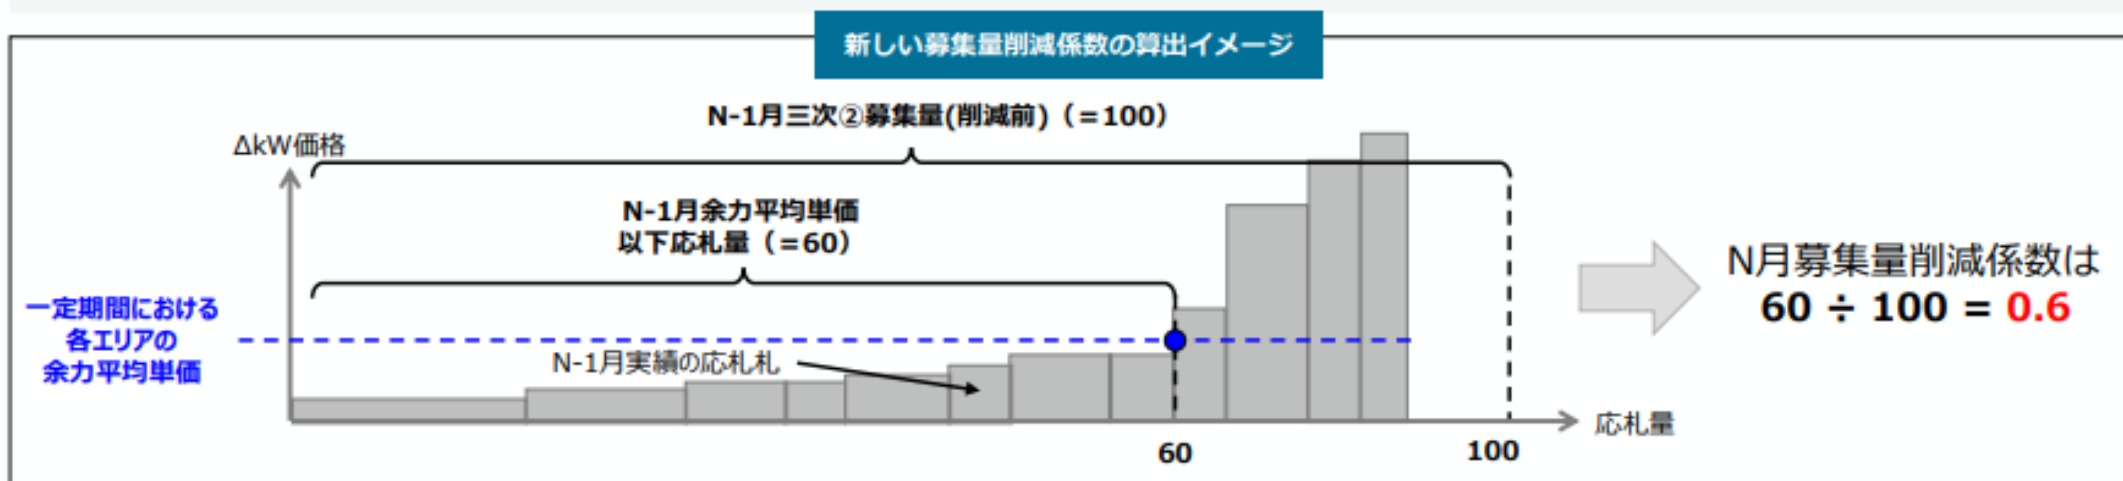 新しい募集量削減係数の算出イメージ
N-1月三次②募集量(削減前)（=100）
ΔkW価格
N-1月余力平均単価
以下応札量（=60）
一定期間における
各エリアの
余力平均単価
N-1月実績の応札札
60
100
応札量
N月募集量削減係数は
60 ÷ 100 = 0.6